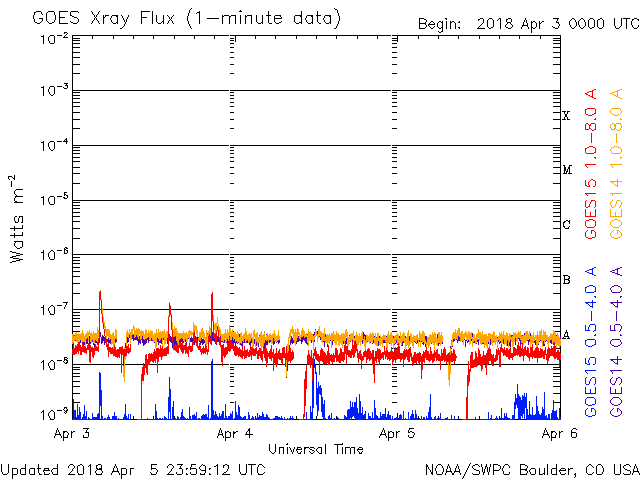 GOES Xray Flux (1-minute data)
Begin: 2018 Apr 3 0000 UTC
10⁻²
10⁻³
10⁻⁴
10⁻⁵
10⁻⁶
10⁻⁷
10⁻⁸
10⁻⁹
Watts m⁻²
X
M
C
B
A
GOES15 1.0-8.0 A
GOES14 1.0-8.0 A
GOES15 0.5-4.0 A
GOES14 0.5-4.0 A
Apr 3 Apr 4 Apr 5 Apr 6
Universal Time
Updated 2018 Apr 5 23:59:12 UTC
NOAA/SWPC Boulder, CO USA